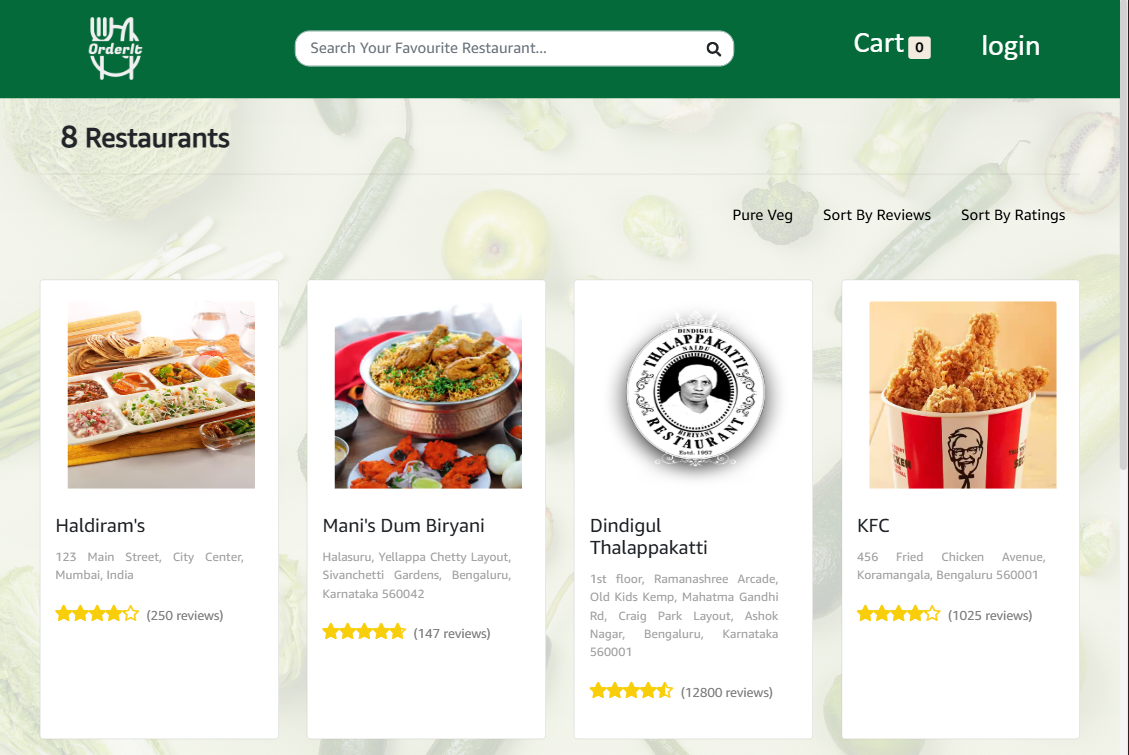 OrderIt
Search Your Favourite Restaurant...
Cart 0
login
8 Restaurants
Pure Veg
Sort By Reviews
Sort By Ratings
Haldiram's
123 Main Street, City Center,
Mumbai, India
(250 reviews)
Mani's Dum Biryani
Halasuru, Yellappa Chetty Layout,
Sivanchetti Gardens, Bengaluru,
Karnataka 560042
(147 reviews)
DINDIGUL
THALAPPAKATTI
NAIDU
BIRIYANI
RESTAURANT
Estd. 1957
Dindigul
Thalappakatti
1st floor, Ramanashree Arcade,
Old Kids Kemp, Mahatma Gandhi
Rd, Craig Park Layout, Ashok
Nagar, Bengaluru, Karnataka
560001
(12800 reviews)
KFC
456 Fried Chicken Avenue,
Koramangala, Bengaluru 560001
(1025 reviews)